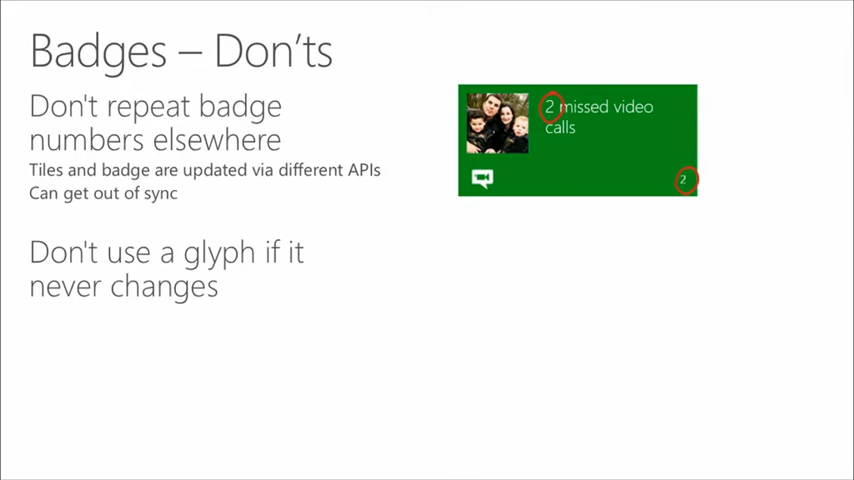 Badges – Don'ts
Don't repeat badge
numbers elsewhere
Tiles and badge are updated via different APIs
Can get out of sync
Don't use a glyph if it
never changes
2 missed video
calls
2